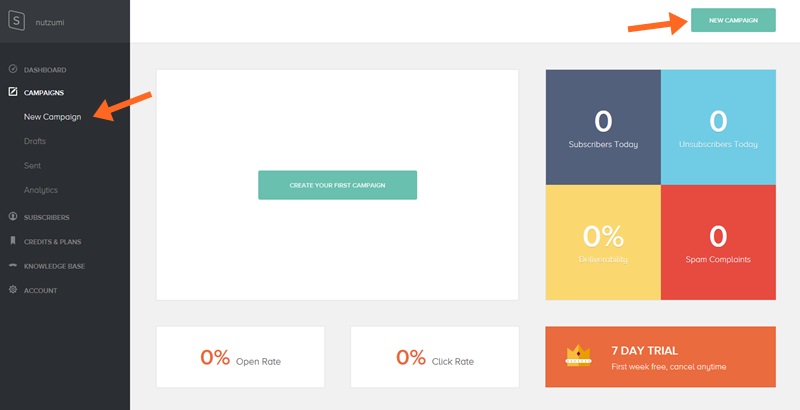 S
nutzumi
NEW CAMPAIGN
DASHBOARD
CAMPAIGNS
New Campaign
Drafts
Sent
Analytics
SUBSCRIBERS
CREDITS & PLANS
KNOWLEDGE BASE
ACCOUNT
CREATE YOUR FIRST CAMPAIGN
0
Subscribers Today
0
Unsubscribers Today
0%
Deliverability
0
Spam Complaints
0% Open Rate
0% Click Rate
7 DAY TRIAL
First week free, cancel anytime